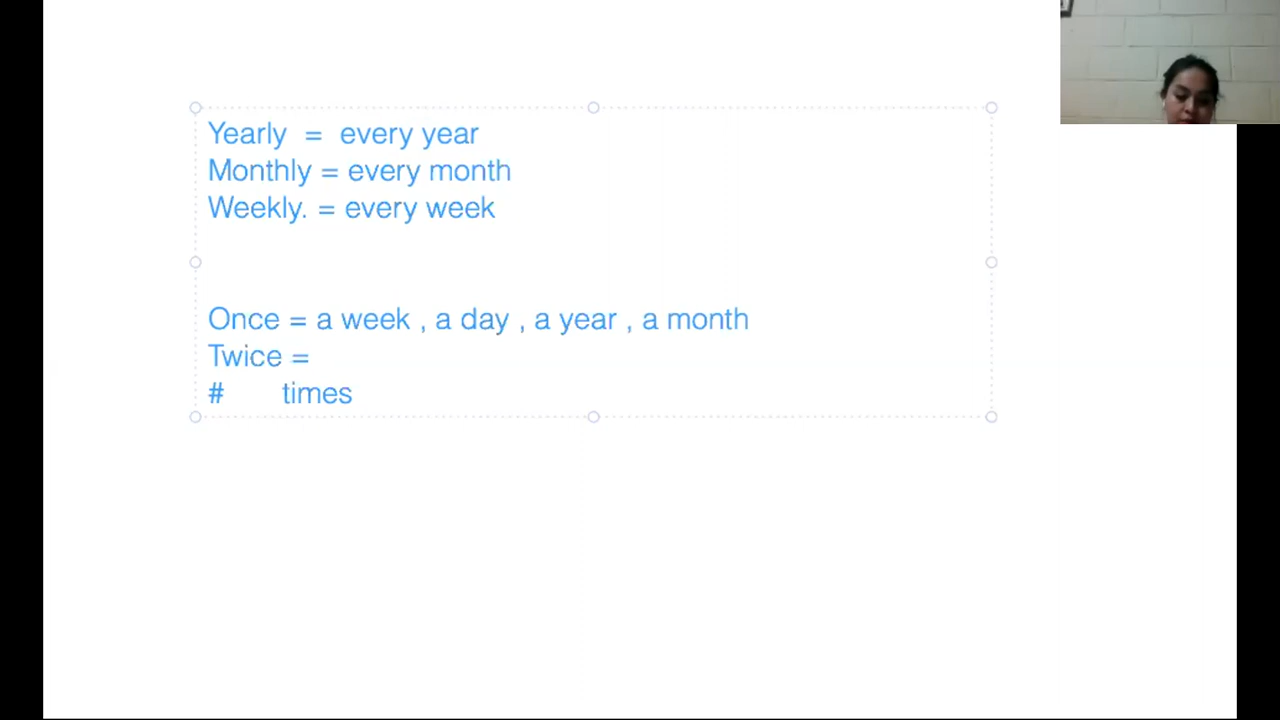 Yearly = every year
Monthly = every month
Weekly. = every week
Once = a week , a day , a year , a month
Twice =
# times